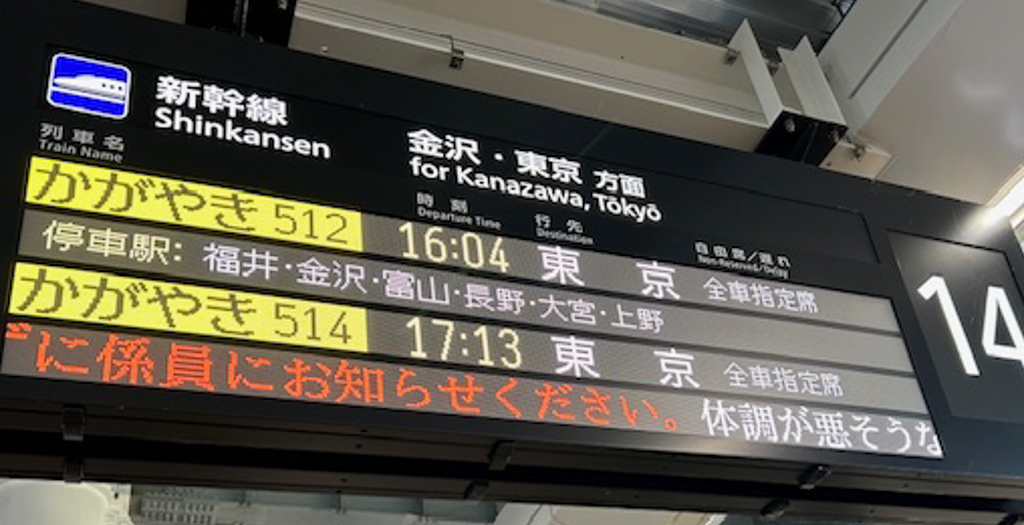 新幹線
Shinkansen
金沢・東京 方面
for Kanazawa, Tōkyō
列車名
Train Name
時刻
Departure Time
行先
Destination
自由席/遅れ
Non-Reserved/Delay
かがやき 512 16:04 東京 全車指定席
停車駅: 福井・金沢・富山・長野・大宮・上野
かがやき 514 17:13 東京 全車指定席
ずに係員にお知らせください。 体調が悪そうな
14